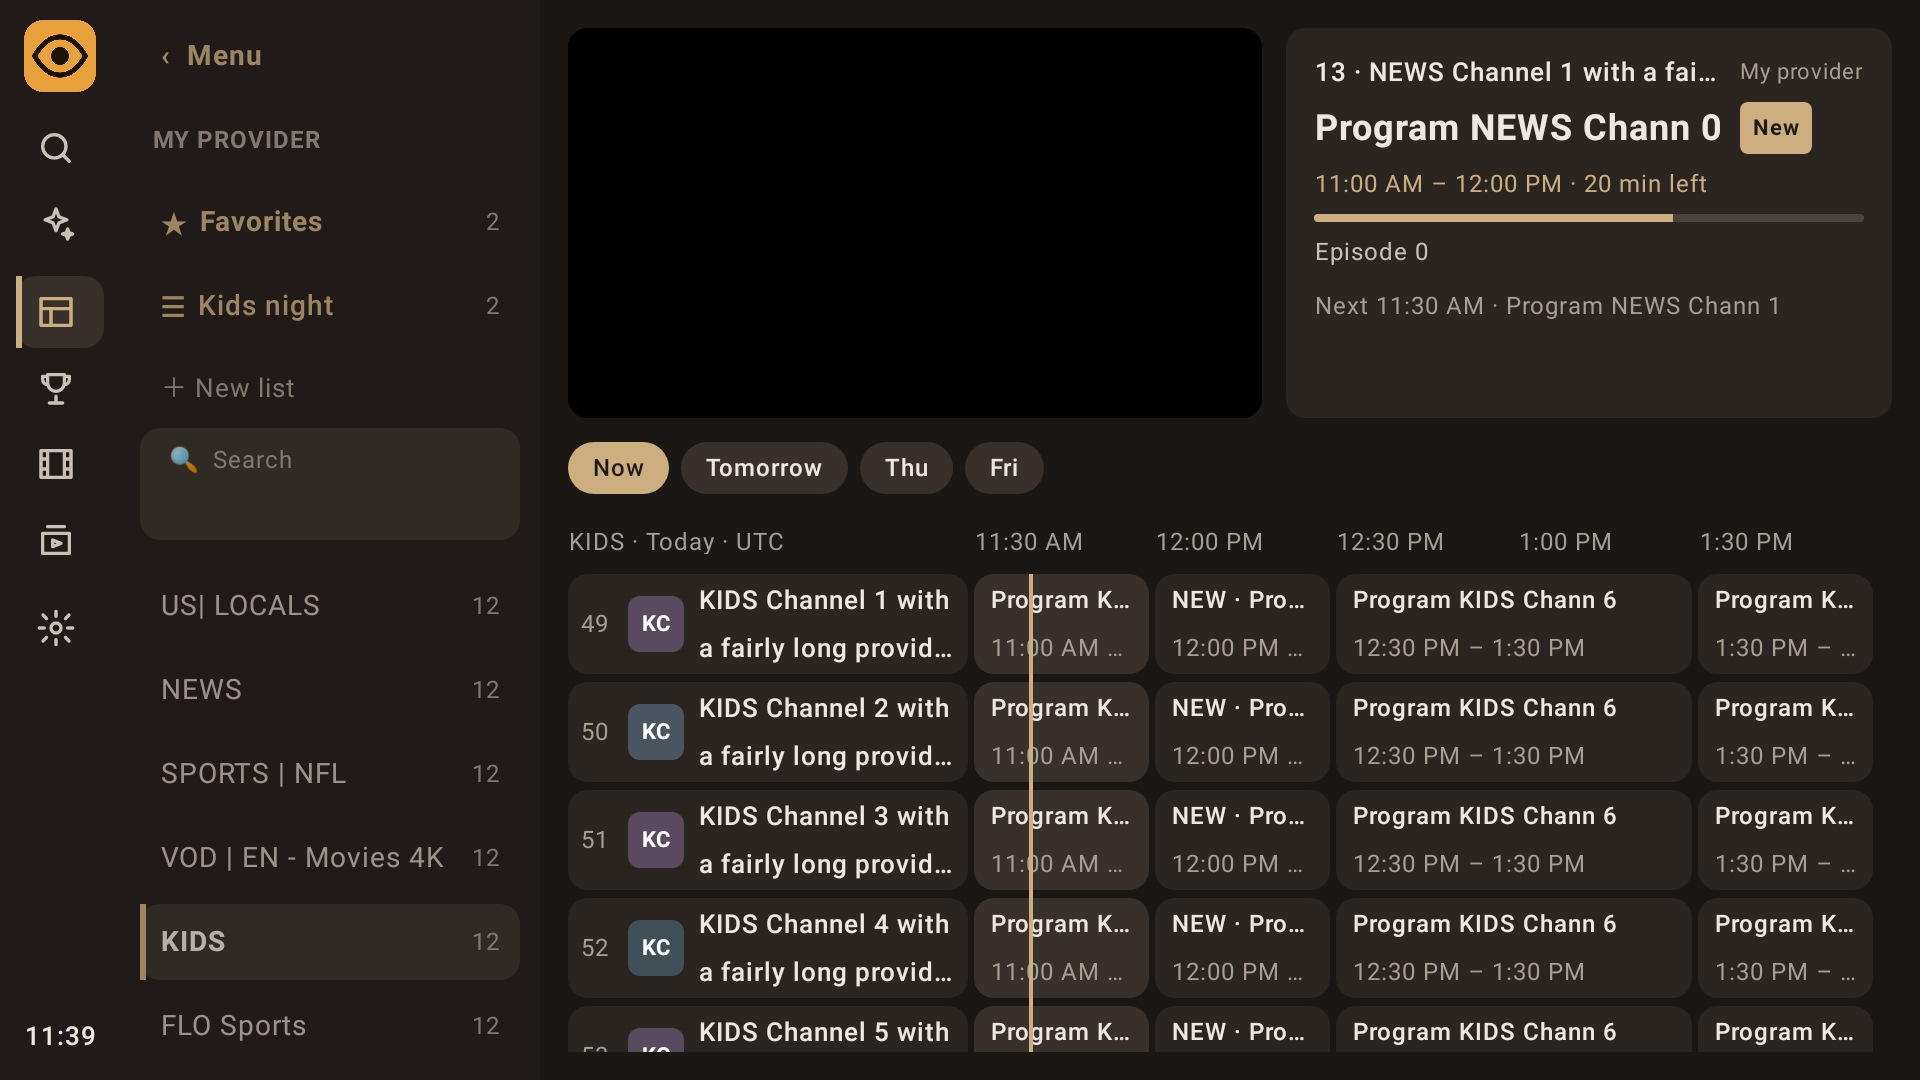 ‹ Menu
MY PROVIDER
★ Favorites 2
☰ Kids night 2
+ New list
🔍 Search
US| LOCALS 12
NEWS 12
SPORTS | NFL 12
VOD | EN - Movies 4K 12
KIDS 12
FLO Sports 12
11:39
13 · NEWS Channel 1 with a fai… My provider
Program NEWS Chann 0 New
11:00 AM – 12:00 PM · 20 min left
Episode 0
Next 11:30 AM · Program NEWS Chann 1
Now Tomorrow Thu Fri
KIDS · Today · UTC 11:30 AM 12:00 PM 12:30 PM 1:00 PM 1:30 PM
49 KC KIDS Channel 1 with Program K… NEW · Pro… Program KIDS Chann 6 Program K…
a fairly long provid… 11:00 AM … 12:00 PM … 12:30 PM – 1:30 PM 1:30 PM – …
50 KC KIDS Channel 2 with Program K… NEW · Pro… Program KIDS Chann 6 Program K…
a fairly long provid… 11:00 AM … 12:00 PM … 12:30 PM – 1:30 PM 1:30 PM – …
51 KC KIDS Channel 3 with Program K… NEW · Pro… Program KIDS Chann 6 Program K…
a fairly long provid… 11:00 AM … 12:00 PM … 12:30 PM – 1:30 PM 1:30 PM – …
52 KC KIDS Channel 4 with Program K… NEW · Pro… Program KIDS Chann 6 Program K…
a fairly long provid… 11:00 AM … 12:00 PM … 12:30 PM – 1:30 PM 1:30 PM – …
53 KC KIDS Channel 5 with Program K… NEW · Pro… Program KIDS Chann 6 Program K…